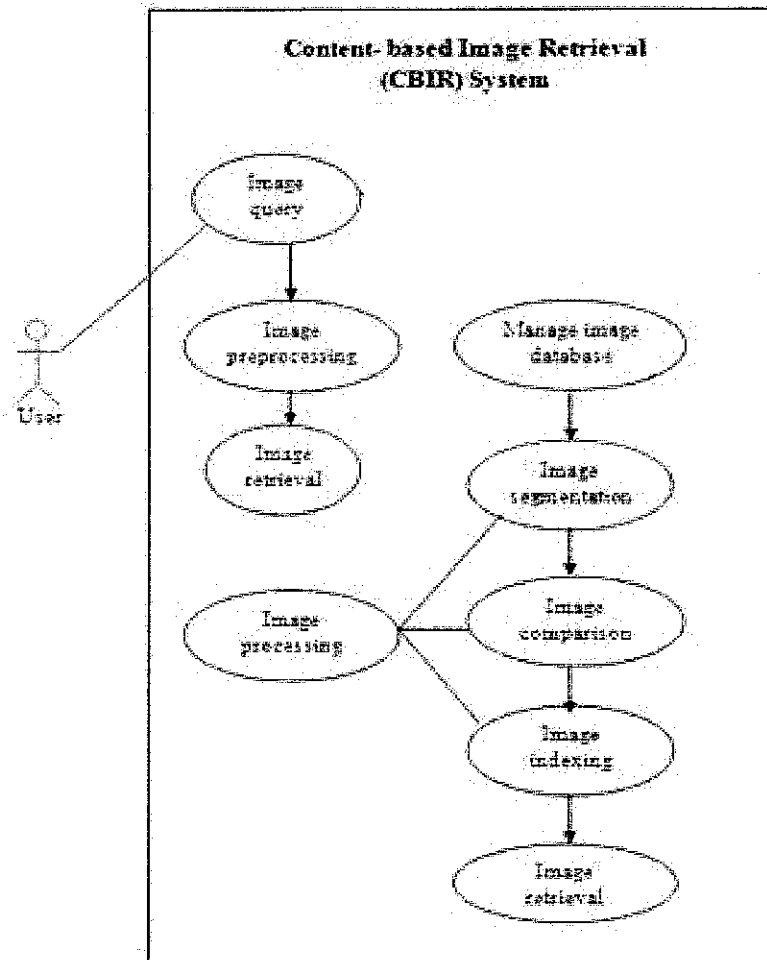 Content- based Image Retrieval
(CBIR) System
Image
query
Image
preprocessing
Manage image
database
User
Image
retrieval
Image
segmentation
Image
processing
Image
comparison
Image
indexing
Image
retrieval